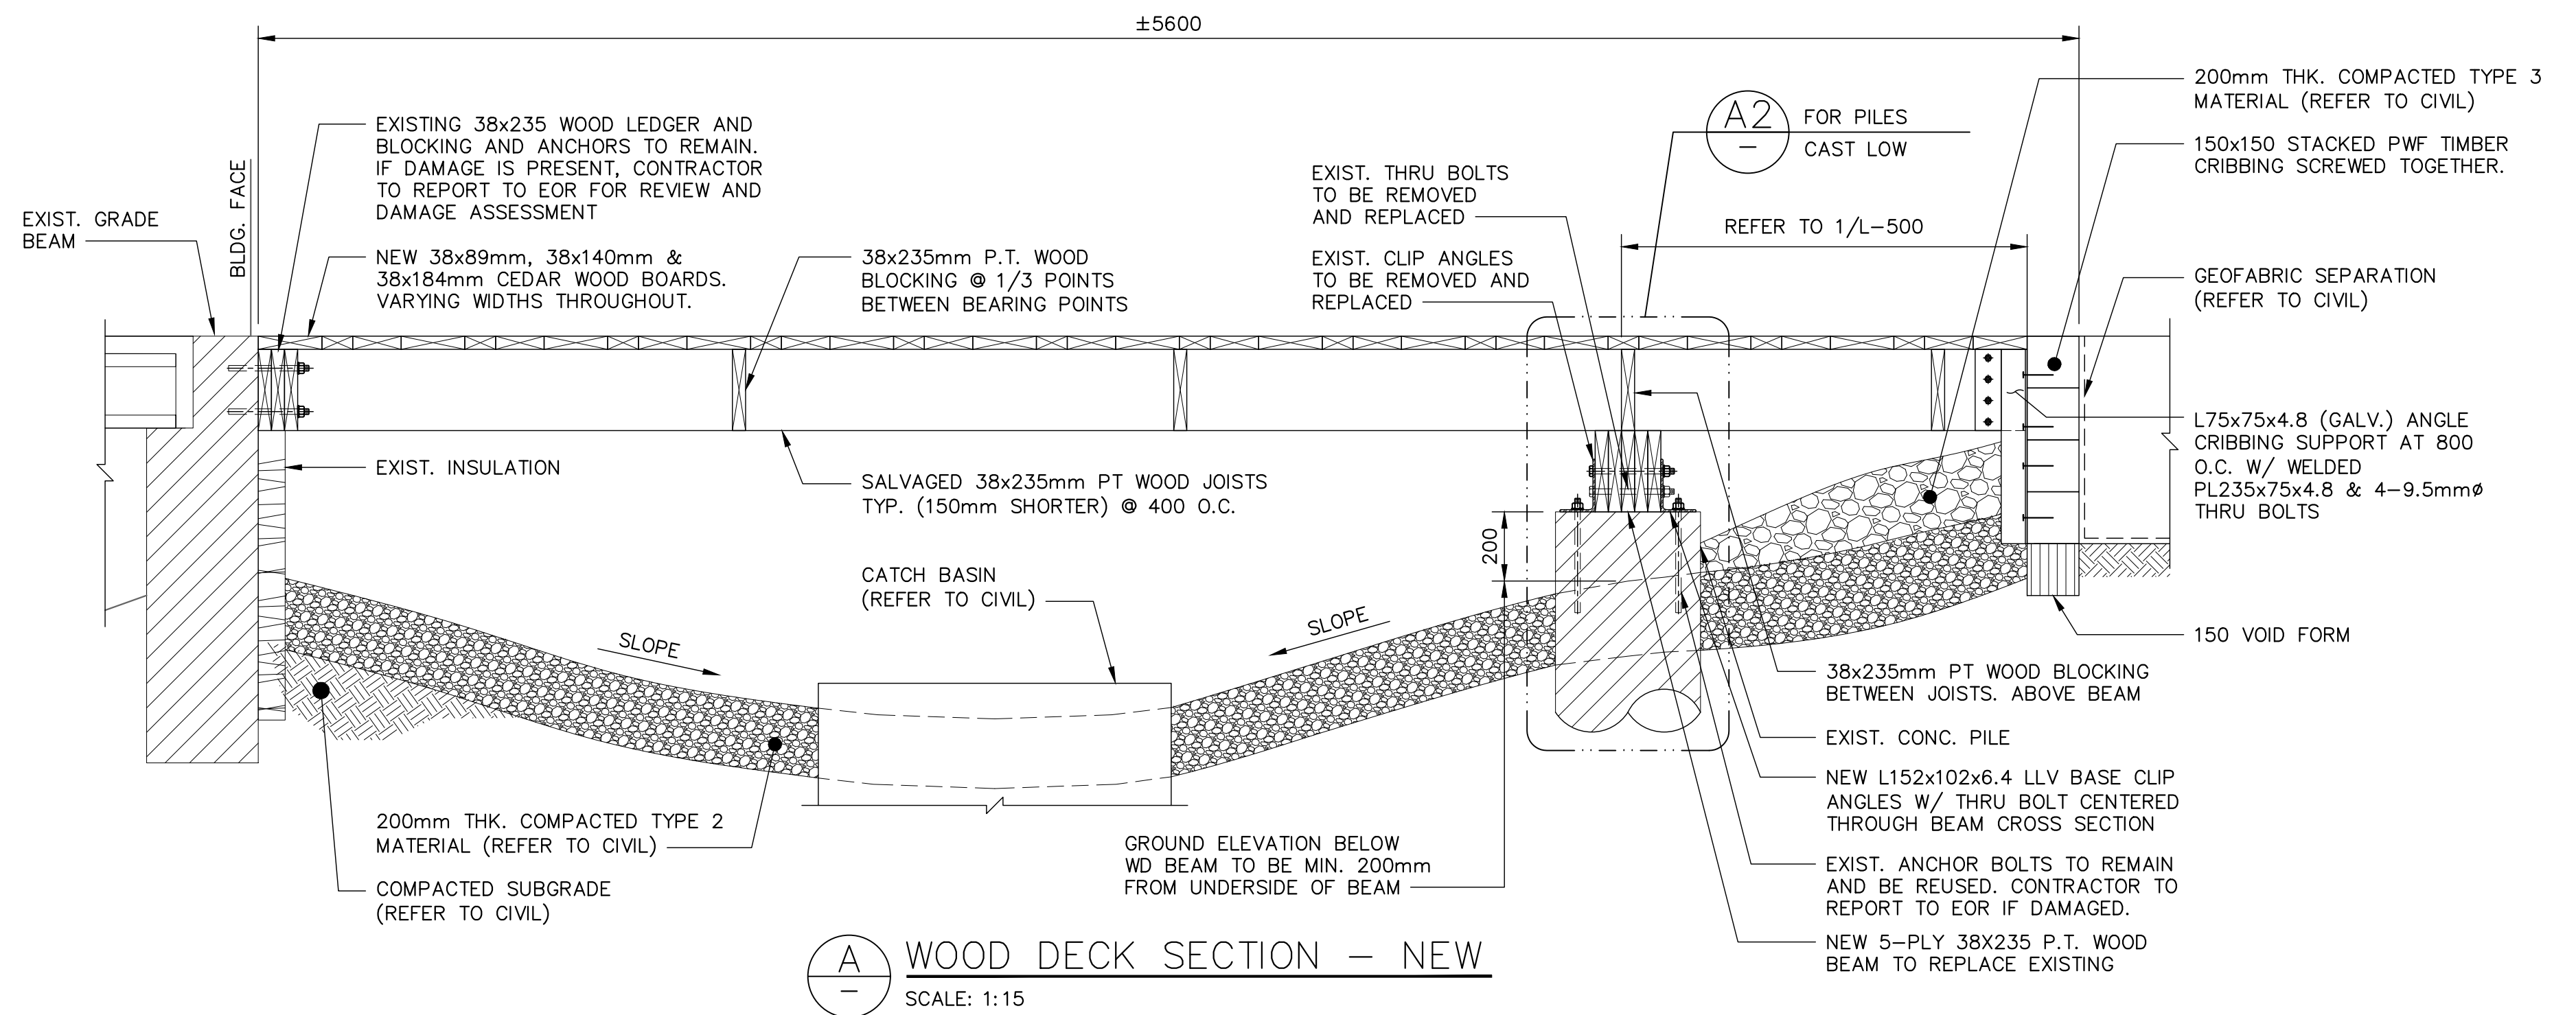 ±5600
200mm THK. COMPACTED TYPE 3
MATERIAL (REFER TO CIVIL)
A2
–
FOR PILES
CAST LOW
EXISTING 38x235 WOOD LEDGER AND
BLOCKING AND ANCHORS TO REMAIN.
IF DAMAGE IS PRESENT, CONTRACTOR
TO REPORT TO EOR FOR REVIEW AND
DAMAGE ASSESSMENT
150x150 STACKED PWF TIMBER
CRIBBING SCREWED TOGETHER.
EXIST. THRU BOLTS
TO BE REMOVED
AND REPLACED
BLDG. FACE
EXIST. GRADE
BEAM
REFER TO 1/L-500
NEW 38x89mm, 38x140mm &
38x184mm CEDAR WOOD BOARDS.
VARYING WIDTHS THROUGHOUT.
38x235mm P.T. WOOD
BLOCKING @ 1/3 POINTS
BETWEEN BEARING POINTS
EXIST. CLIP ANGLES
TO BE REMOVED AND
REPLACED
GEOFABRIC SEPARATION
(REFER TO CIVIL)
L75x75x4.8 (GALV.) ANGLE
CRIBBING SUPPORT AT 800
O.C. W/ WELDED
PL235x75x4.8 & 4-9.5mmø
THRU BOLTS
EXIST. INSULATION
SALVAGED 38x235mm PT WOOD JOISTS
TYP. (150mm SHORTER) @ 400 O.C.
200
CATCH BASIN
(REFER TO CIVIL)
SLOPE
SLOPE
150 VOID FORM
38x235mm PT WOOD BLOCKING
BETWEEN JOISTS. ABOVE BEAM
EXIST. CONC. PILE
NEW L152x102x6.4 LLV BASE CLIP
ANGLES W/ THRU BOLT CENTERED
THROUGH BEAM CROSS SECTION
200mm THK. COMPACTED TYPE 2
MATERIAL (REFER TO CIVIL)
GROUND ELEVATION BELOW
WD BEAM TO BE MIN. 200mm
FROM UNDERSIDE OF BEAM
EXIST. ANCHOR BOLTS TO REMAIN
AND BE REUSED. CONTRACTOR TO
REPORT TO EOR IF DAMAGED.
COMPACTED SUBGRADE
(REFER TO CIVIL)
NEW 5-PLY 38X235 P.T. WOOD
BEAM TO REPLACE EXISTING
A
–
WOOD DECK SECTION – NEW
SCALE: 1:15